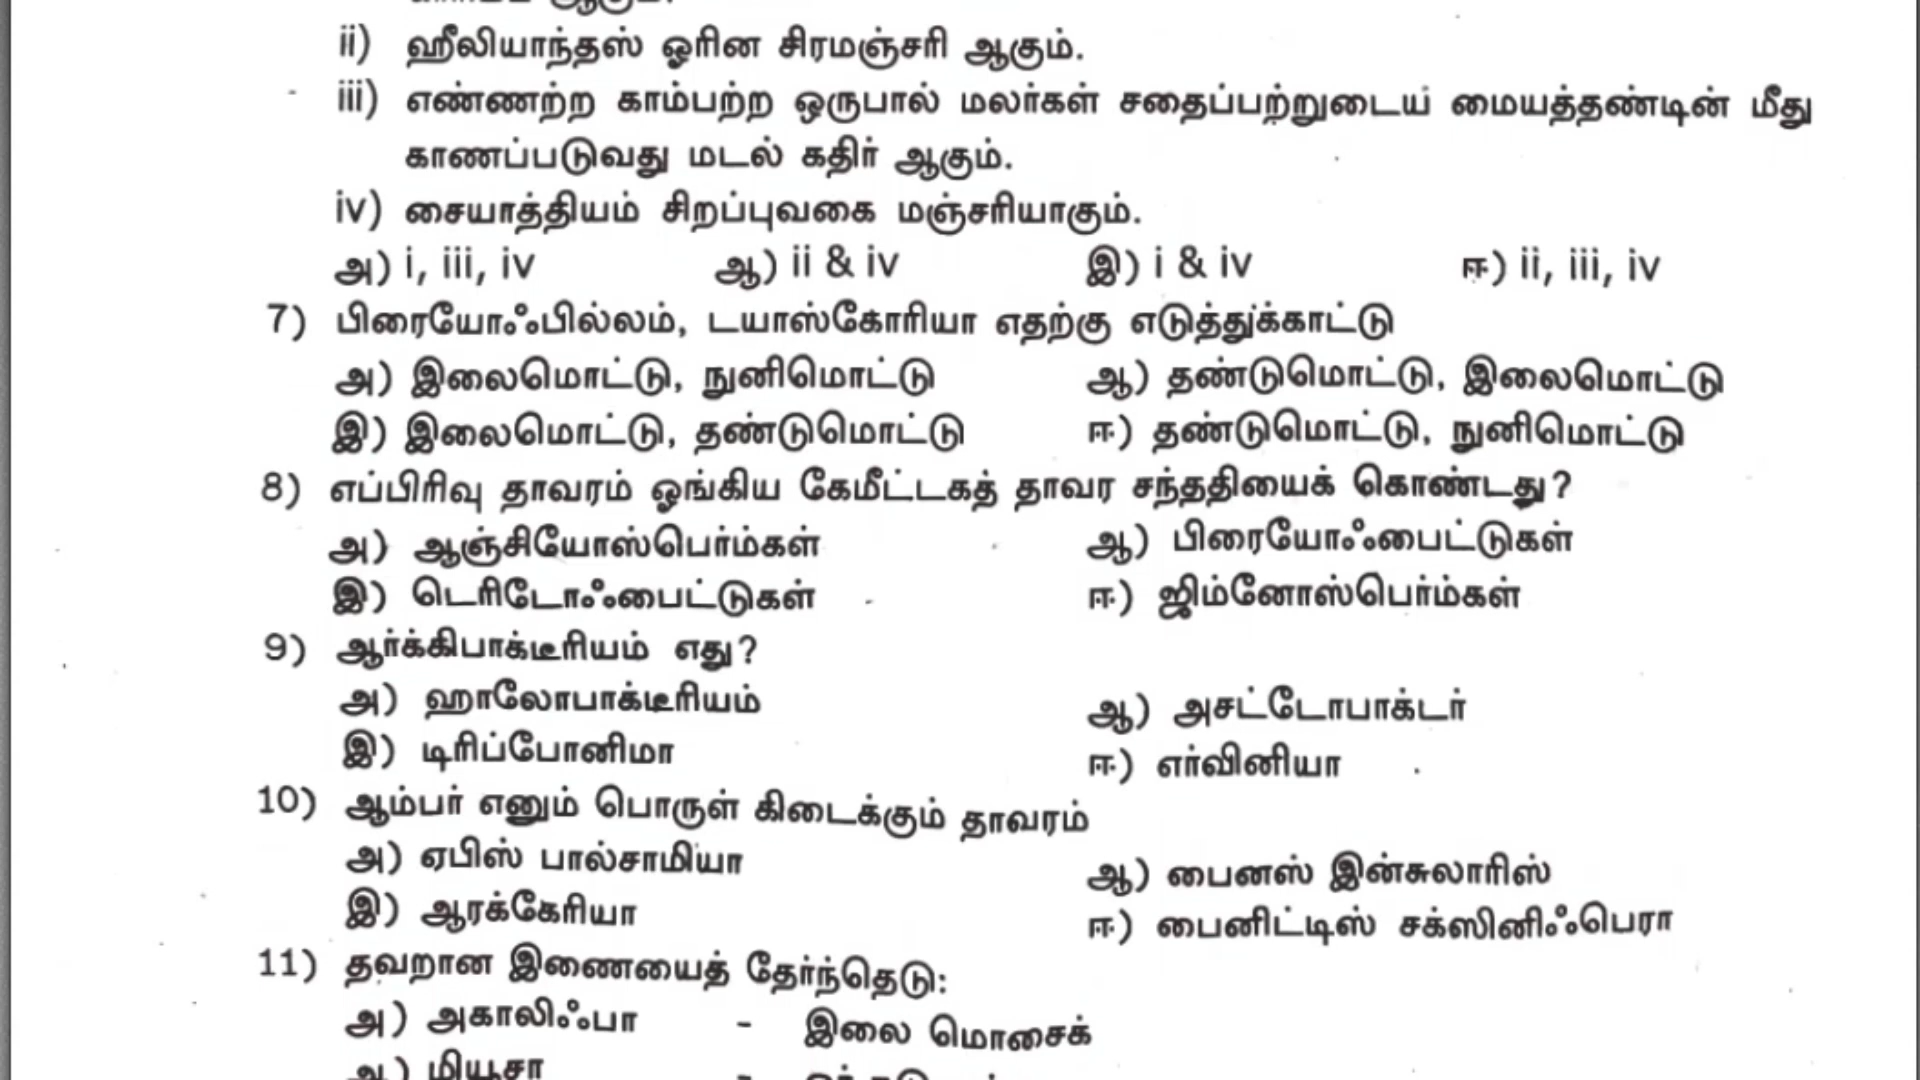 ii) ஹீலியாந்தஸ் ஓரின சிரமஞ்சரி ஆகும்.
iii) எண்ணற்ற காம்பற்ற ஒருபால் மலர்கள் சதைப்பற்றுடைய மையத்தண்டின் மீது
காணப்படுவது மடல் கதிர் ஆகும்.
iv) சையாத்தியம் சிறப்புவகை மஞ்சரியாகும்.
அ) i, iii, iv ஆ) ii & iv இ) i & iv ஈ) ii, iii, iv
7) பிரையோஃபில்லம், டயாஸ்கோரியா எதற்கு எடுத்துக்காட்டு
அ) இலைமொட்டு, நுனிமொட்டு ஆ) தண்டுமொட்டு, இலைமொட்டு
இ) இலைமொட்டு, தண்டுமொட்டு ஈ) தண்டுமொட்டு, நுனிமொட்டு
8) எப்பிரிவு தாவரம் ஓங்கிய கேமீட்டகத் தாவர சந்ததியைக் கொண்டது?
அ) ஆஞ்சியோஸ்பெர்ம்கள் ஆ) பிரையோஃபைட்டுகள்
இ) டெரிடோஃபைட்டுகள் ஈ) ஜிம்னோஸ்பெர்ம்கள்
9) ஆர்க்கிபாக்டீரியம் எது?
அ) ஹாலோபாக்டீரியம் ஆ) அசட்டோபாக்டர்
இ) டிரிப்போனிமா ஈ) எர்வினியா
10) ஆம்பர் எனும் பொருள் கிடைக்கும் தாவரம்
அ) ஏபிஸ் பால்சாமியா ஆ) பைனஸ் இன்சுலாரிஸ்
இ) ஆரக்கேரியா ஈ) பைனிட்டிஸ் சக்ஸினிஃபெரா
11) தவறான இணையைத் தேர்ந்தெடு:
அ) அகாலிஃபா - இலை மொசைக்
ஆ) மியூசா -